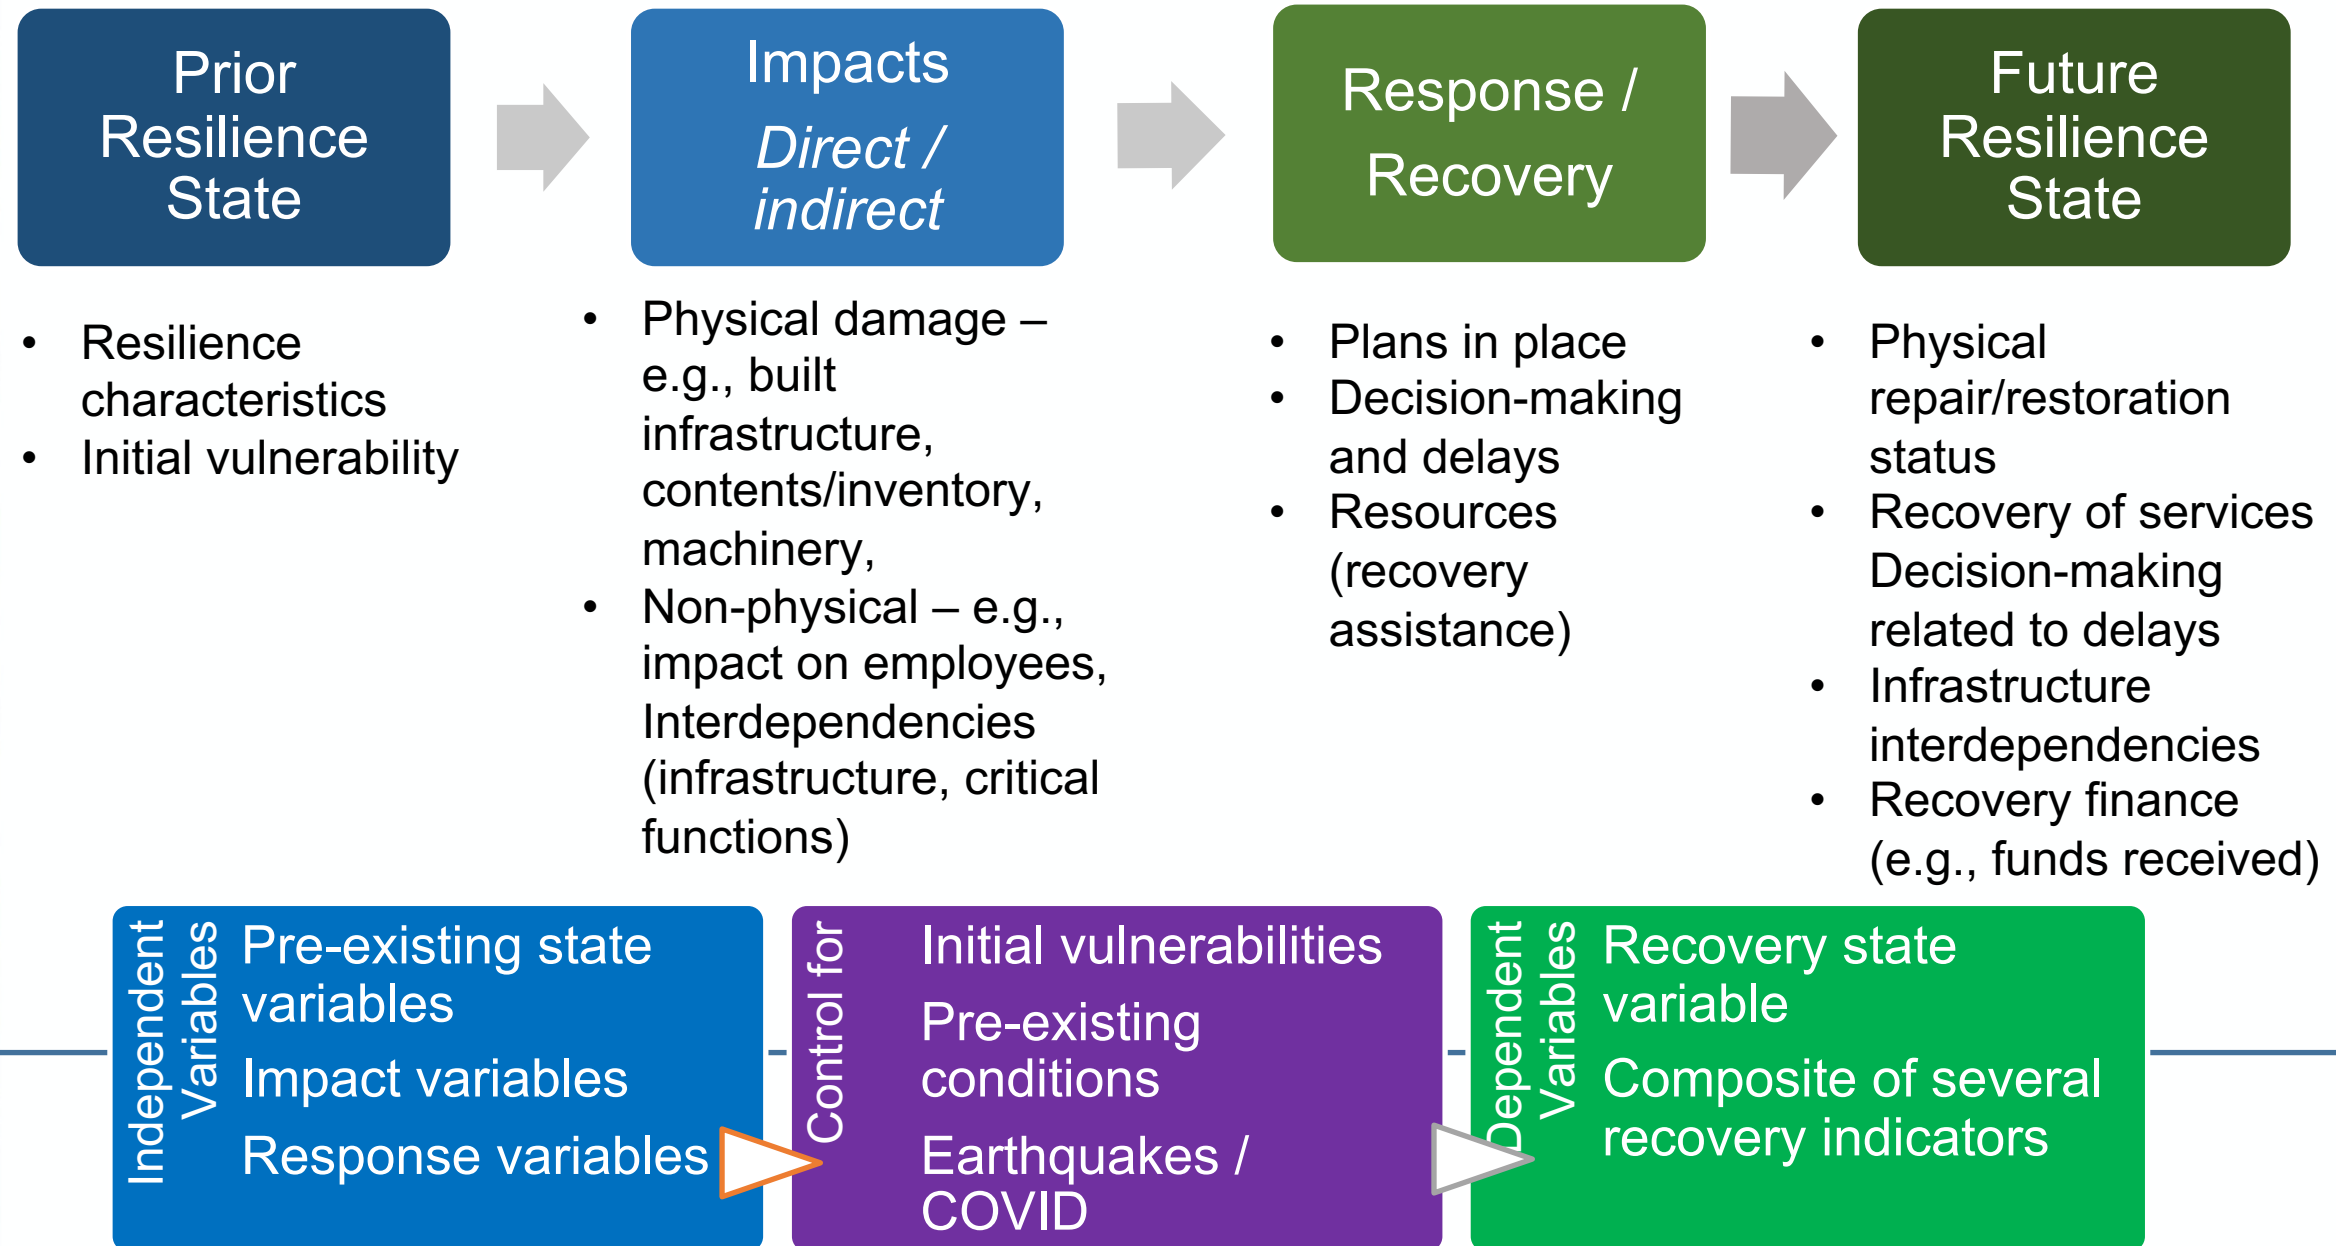 Prior
Resilience
State
Impacts
Direct /
indirect
Response /
Recovery
Future
Resilience
State
• Resilience
characteristics
• Initial vulnerability
• Physical damage –
e.g., built
infrastructure,
contents/inventory,
machinery,
• Non-physical – e.g.,
impact on employees,
Interdependencies
(infrastructure, critical
functions)
• Plans in place
• Decision-making
and delays
• Resources
(recovery
assistance)
• Physical
repair/restoration
status
• Recovery of services
Decision-making
related to delays
• Infrastructure
interdependencies
• Recovery finance
(e.g., funds received)
Independent
Variables
Pre-existing state
variables
Impact variables
Response variables
Control for
Initial vulnerabilities
Pre-existing
conditions
Earthquakes /
COVID
Dependent
Variables
Recovery state
variable
Composite of several
recovery indicators